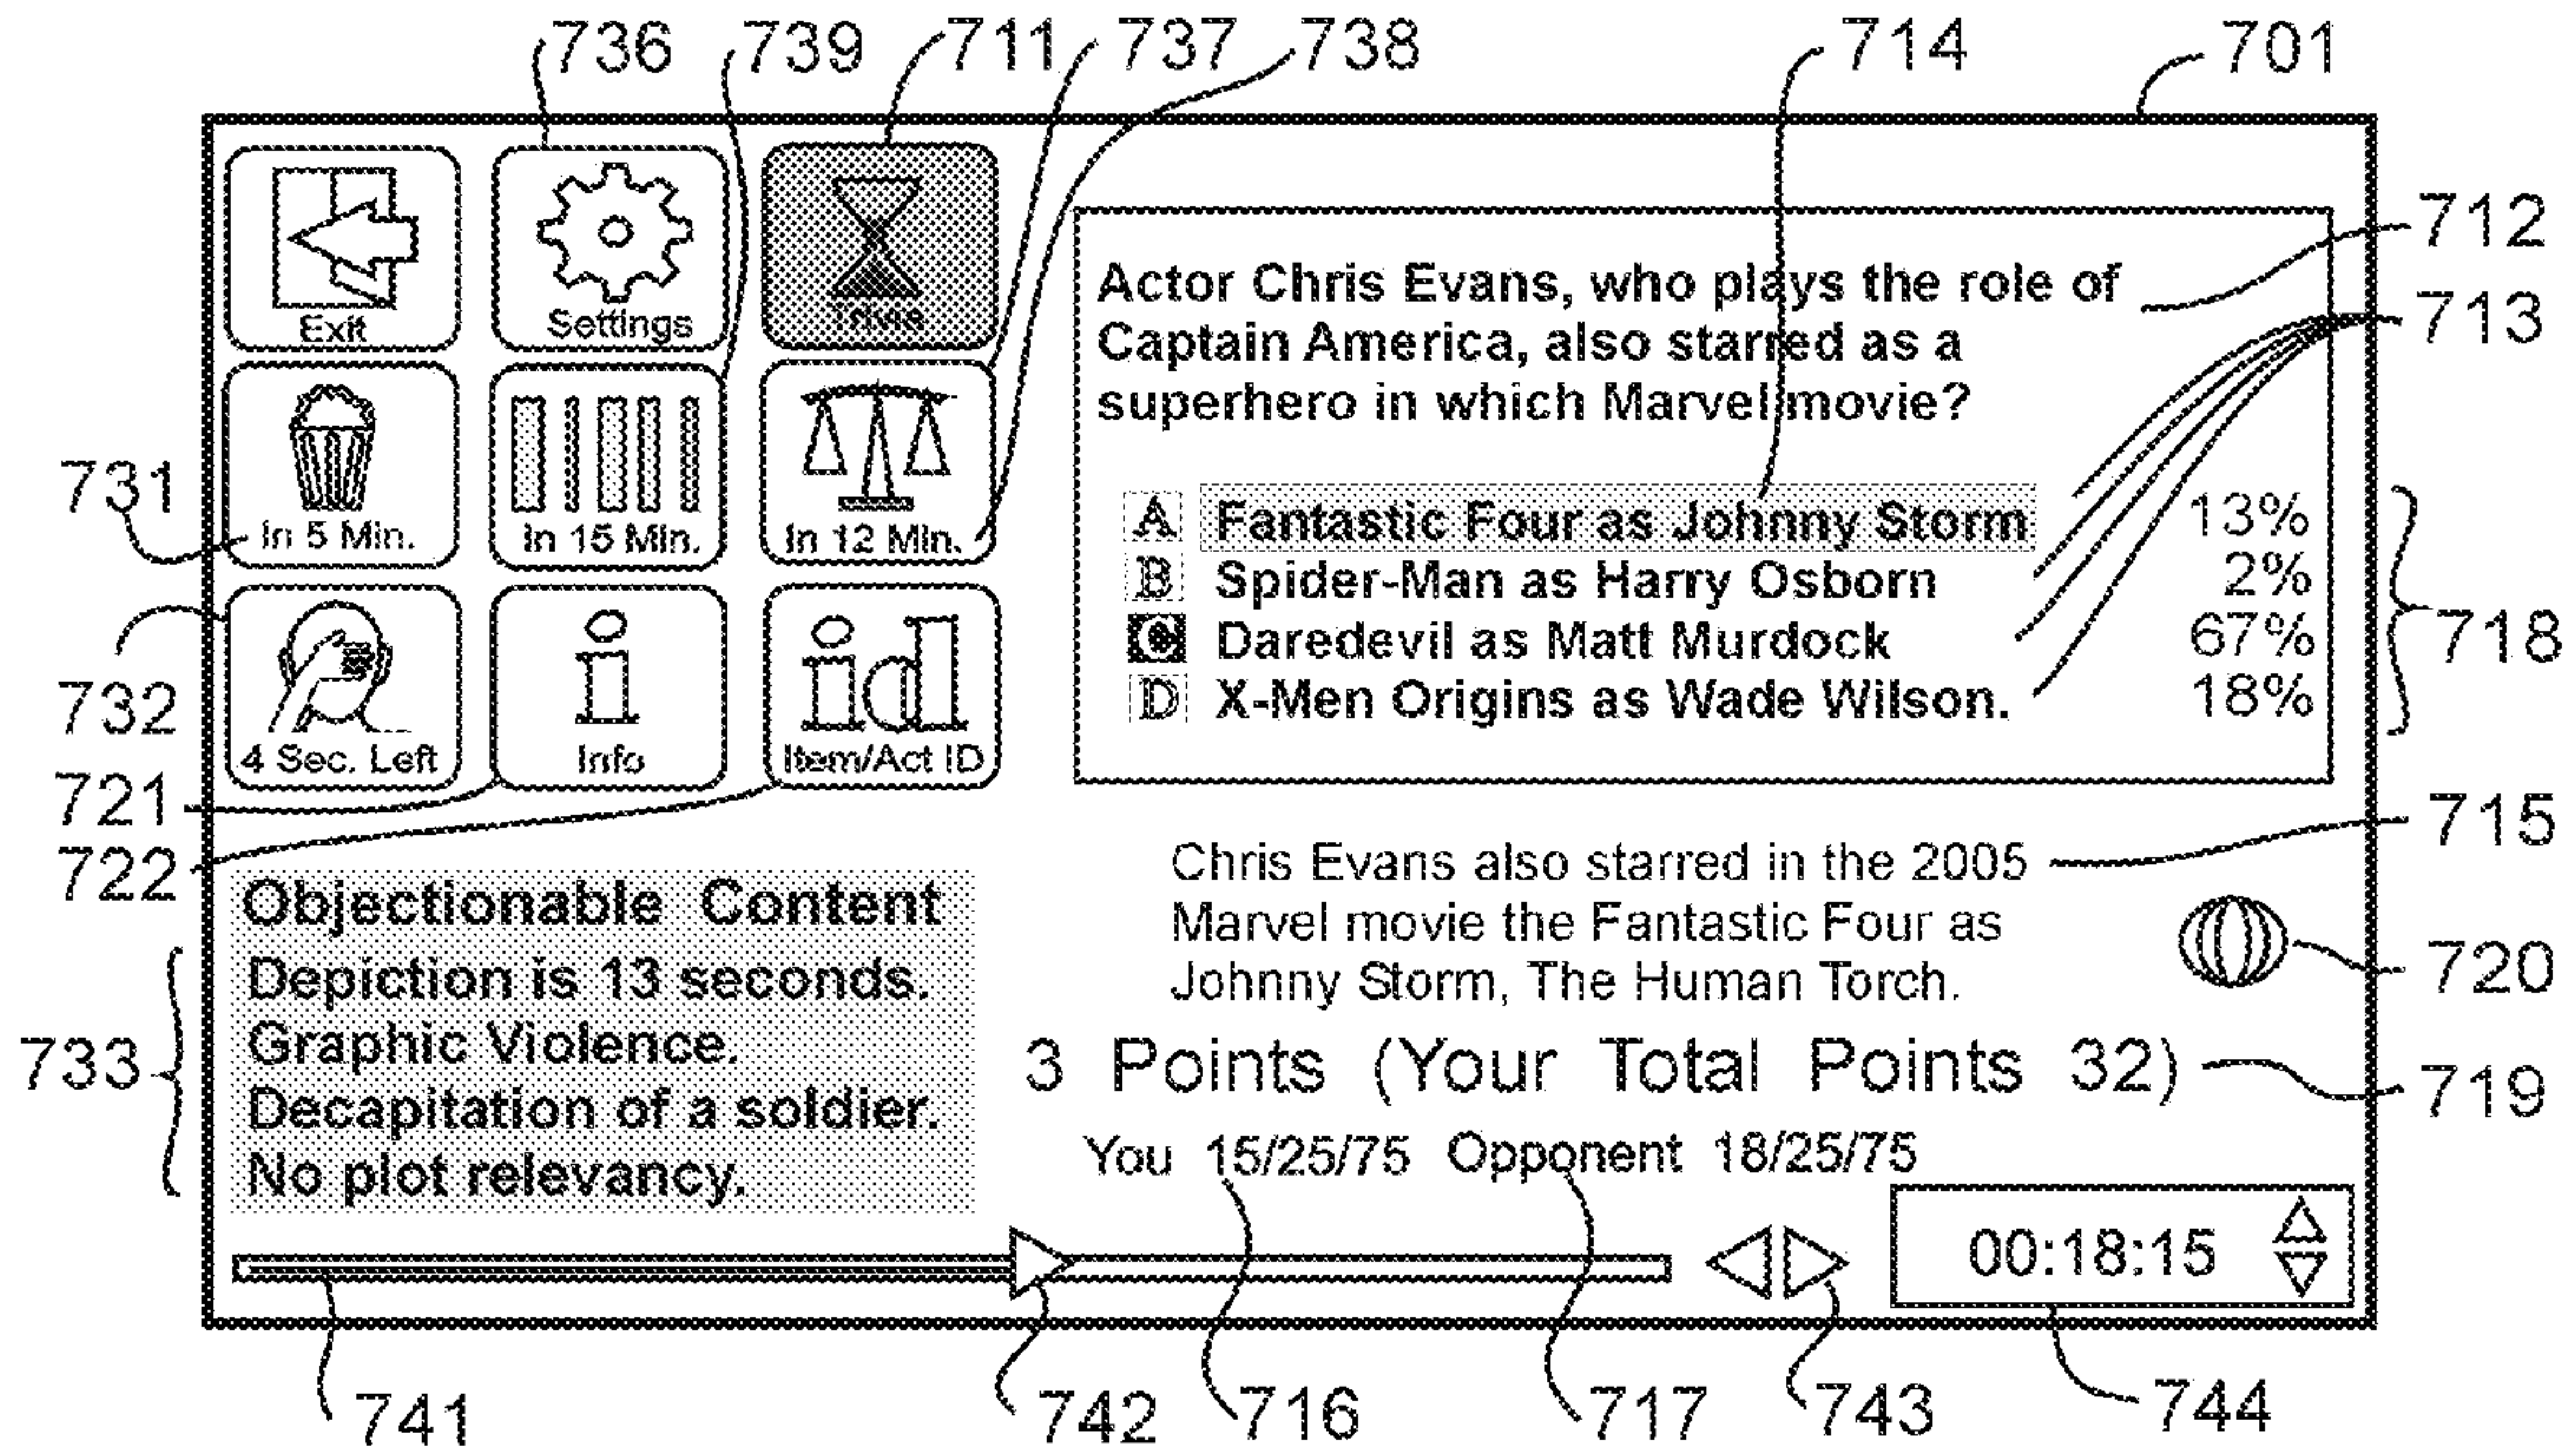 736 739 711 737 738 714 701
Exit Settings Trivia
In 5 Min. In 15 Min. In 12 Min.
4 Sec. Left Info Item/Act ID
id
i
731
732
721
722
733
Objectionable Content
Depiction is 13 seconds.
Graphic Violence.
Decapitation of a soldier.
No plot relevancy.
Actor Chris Evans, who plays the role of
Captain America, also starred as a
superhero in which Marvel movie?
A Fantastic Four as Johnny Storm 13%
B Spider-Man as Harry Osborn 2%
C Daredevil as Matt Murdock 67%
D X-Men Origins as Wade Wilson. 18%
712
713
718
715
720
719
Chris Evans also starred in the 2005
Marvel movie the Fantastic Four as
Johnny Storm, The Human Torch.
3 Points (Your Total Points 32)
You 15/25/75 Opponent 18/25/75
00:18:15
741 742 716 717 743 744